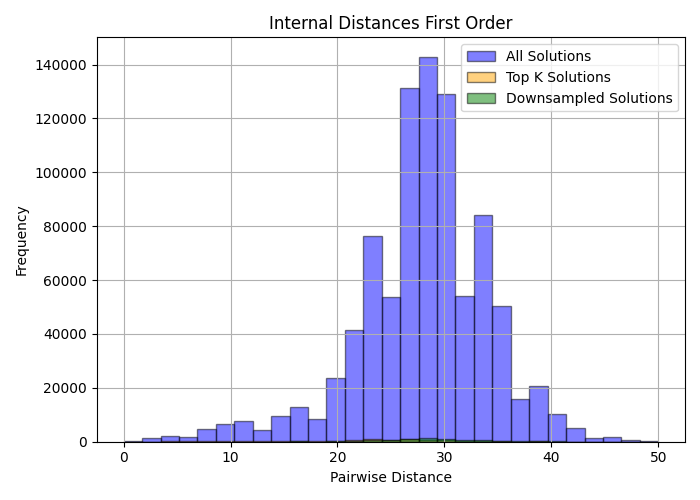 Internal Distances First Order
All Solutions
Top K Solutions
Downsampled Solutions
140000
120000
100000
80000
60000
40000
20000
0
Frequency
0 10 20 30 40 50
Pairwise Distance